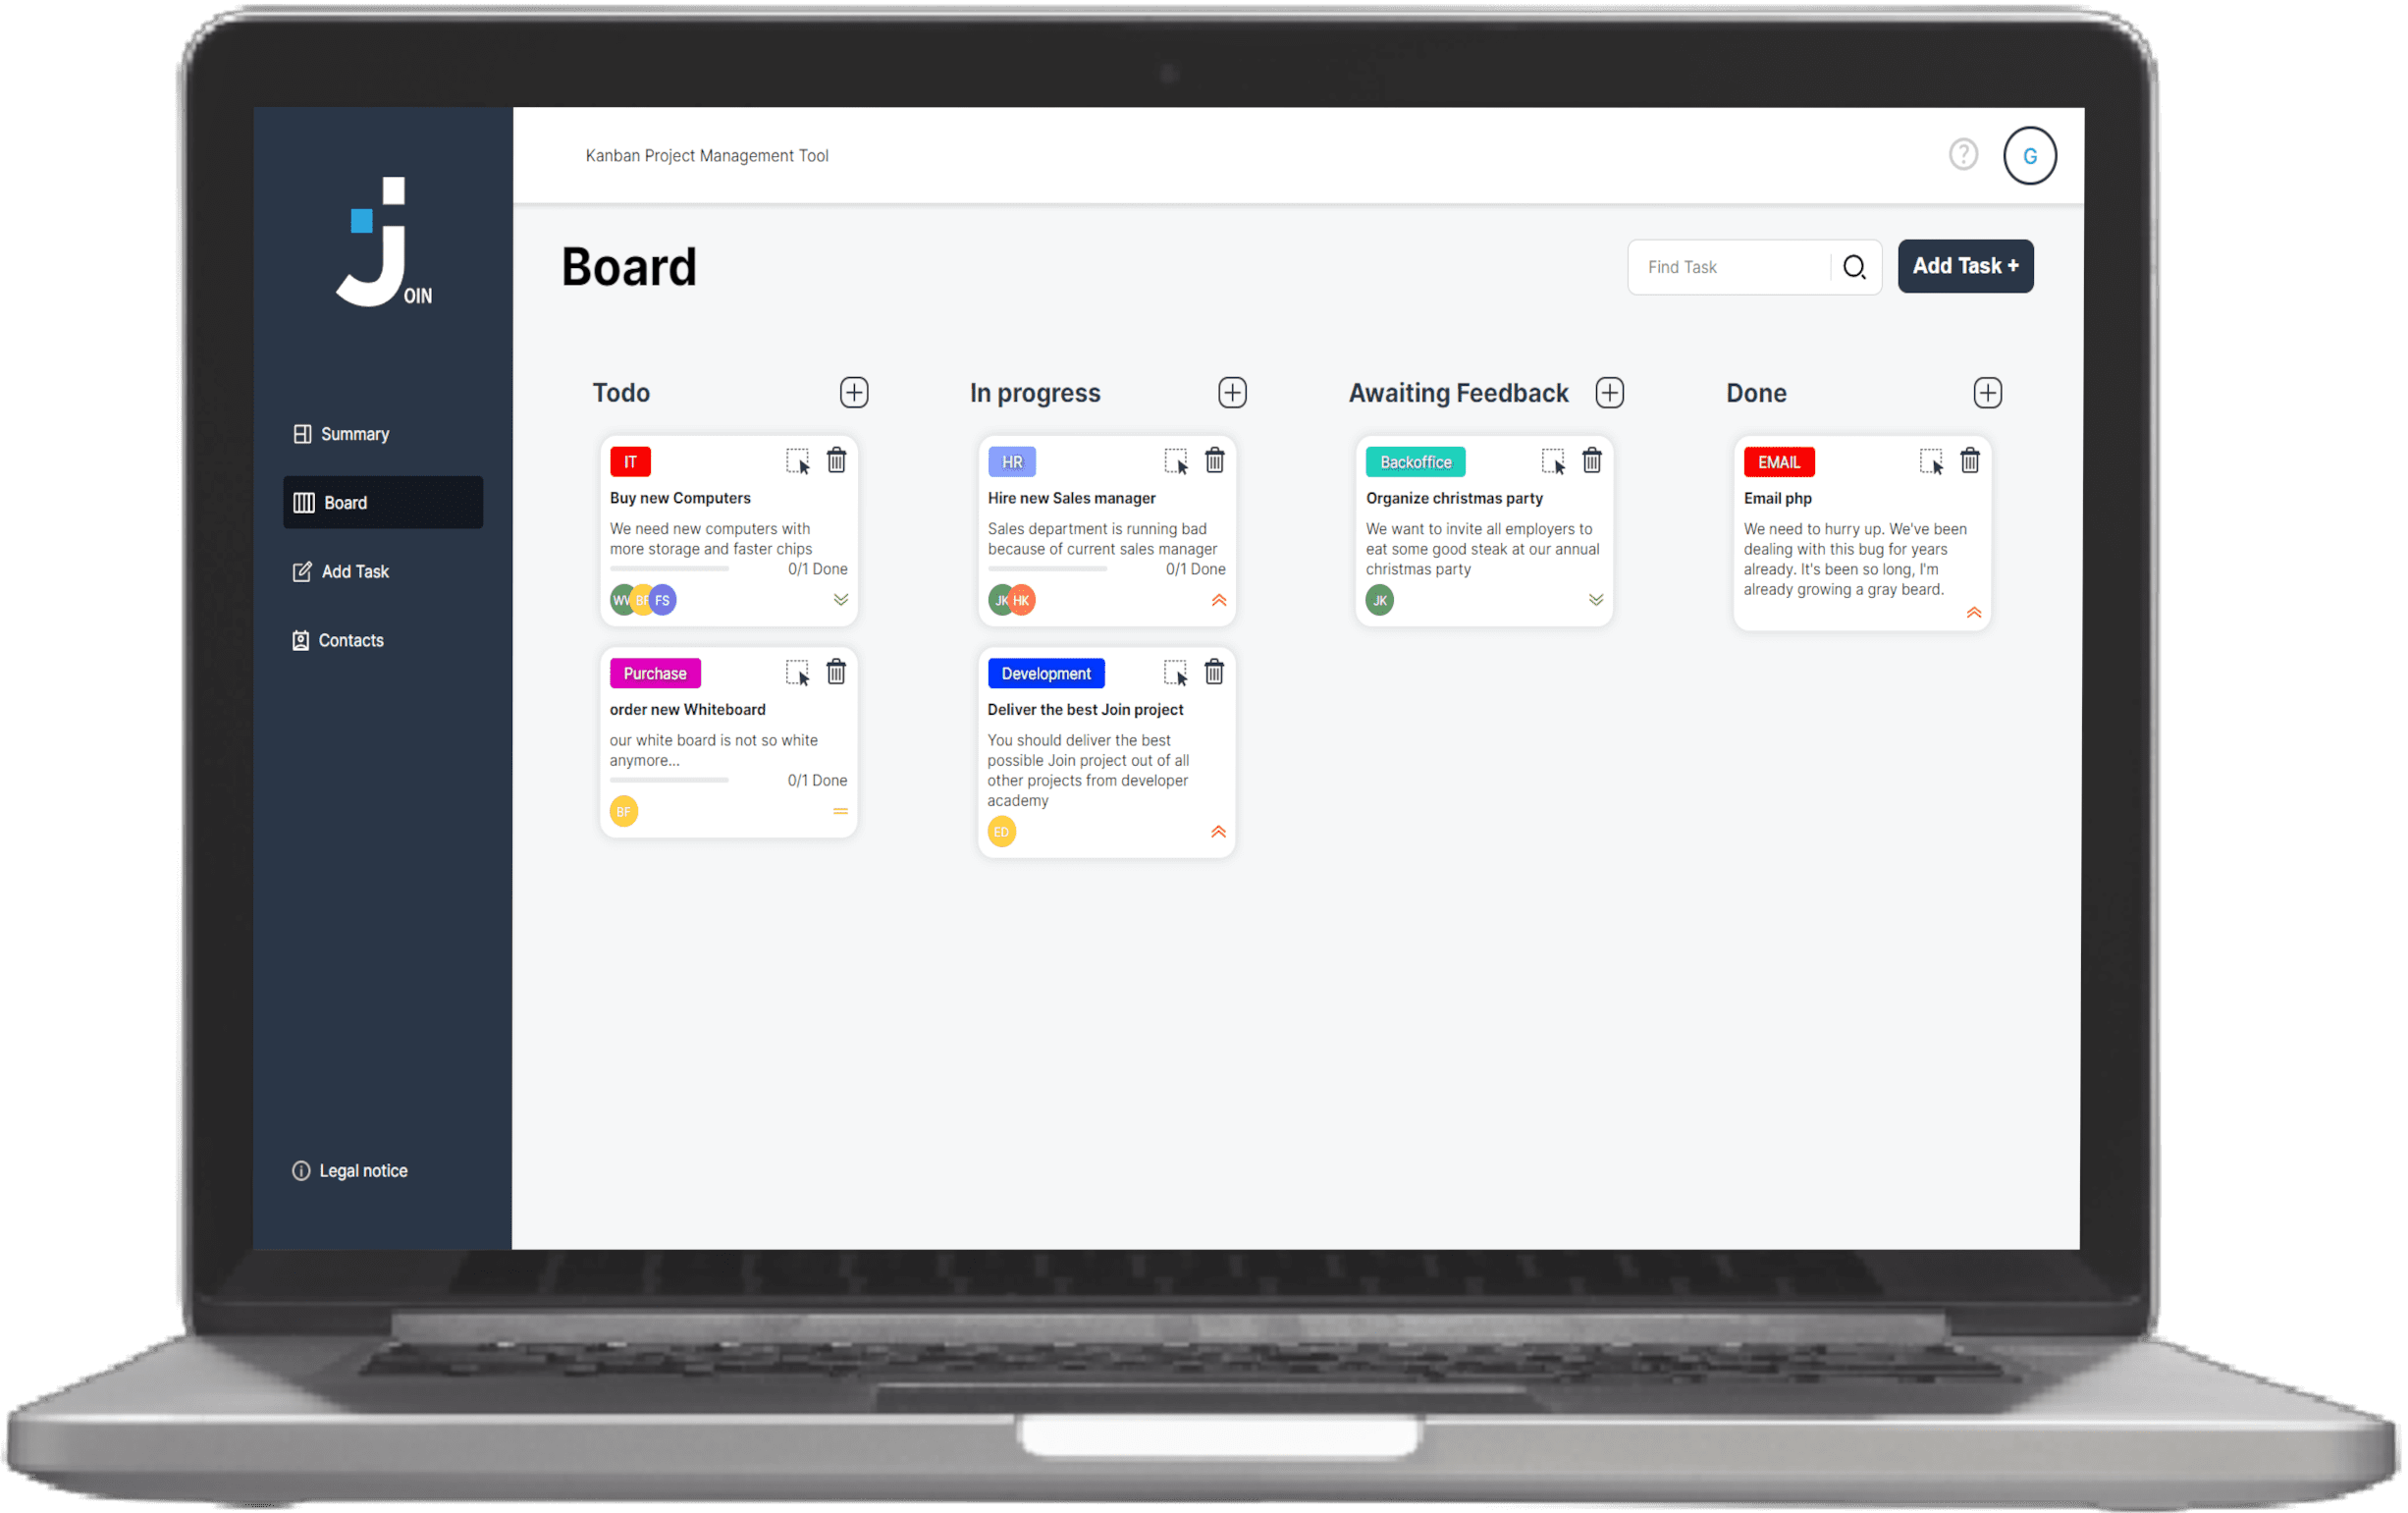 Kanban Project Management Tool
G
OIN
Board
Find Task
Add Task +
Summary
Board
Add Task
Contacts
Legal notice
Todo
IT
Buy new Computers
We need new computers with
more storage and faster chips
0/1 Done
BF
FS
Purchase
order new Whiteboard
our white board is not so white
anymore...
0/1 Done
BF
In progress
HR
Hire new Sales manager
Sales department is running bad
because of current sales manager
0/1 Done
JK
HK
Development
Deliver the best Join project
You should deliver the best
possible Join project out of all
other projects from developer
academy
ED
Awaiting Feedback
Backoffice
Organize christmas party
We want to invite all employers to
eat some good steak at our annual
christmas party
JK
Done
EMAIL
Email php
We need to hurry up. We've been
dealing with this bug for years
already. It's been so long, I'm
already growing a gray beard.